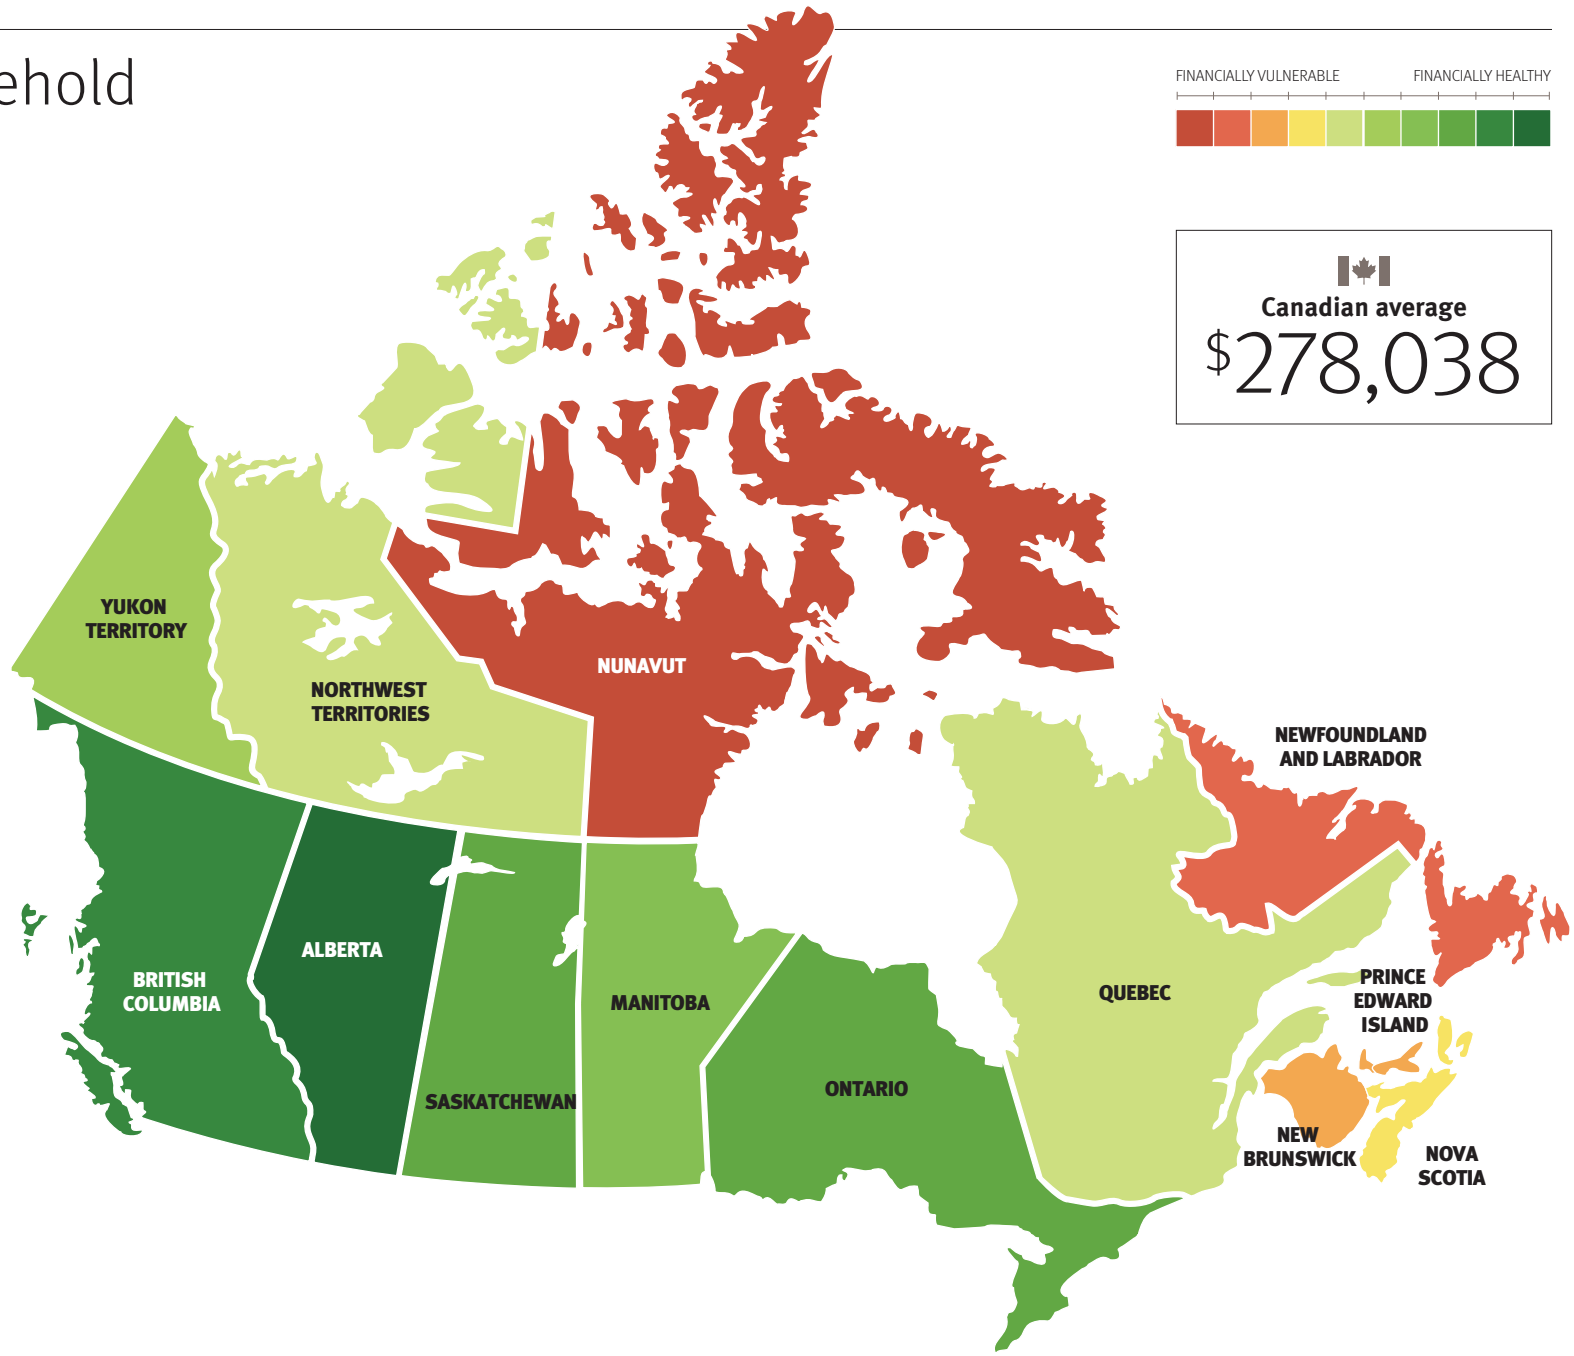 ehold
FINANCIALLY VULNERABLE
FINANCIALLY HEALTHY
Canadian average
$278,038
YUKON
TERRITORY
NORTHWEST
TERRITORIES
NUNAVUT
NEWFOUNDLAND
AND LABRADOR
BRITISH
COLUMBIA
ALBERTA
SASKATCHEWAN
MANITOBA
ONTARIO
QUEBEC
PRINCE
EDWARD
ISLAND
NEW
BRUNSWICK
NOVA
SCOTIA